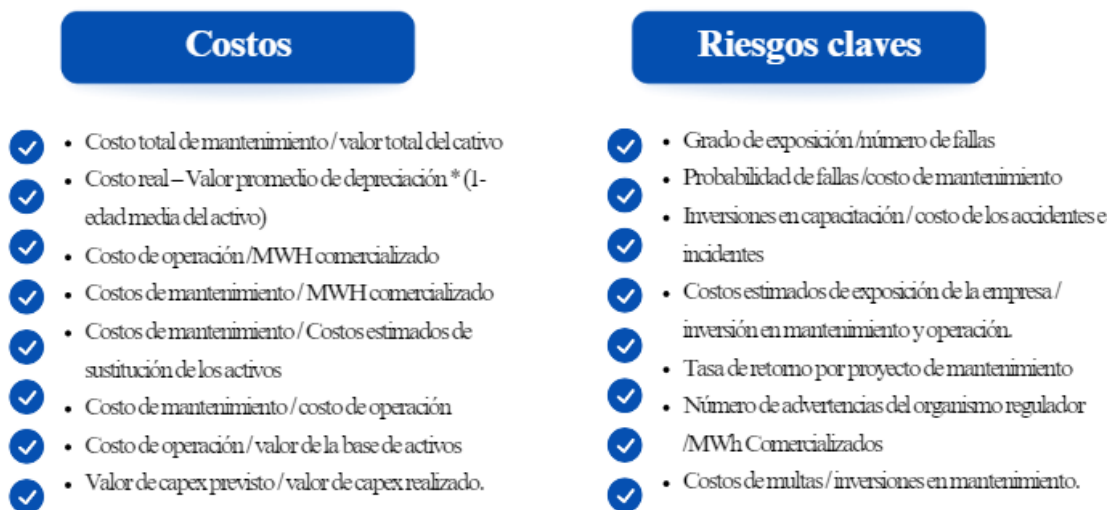 Costos
• Costo total de mantenimiento / valor total del cativo
• Costo real – Valor promedio de depreciación * (1-
edad media del activo)
• Costo de operación /MWH comercializado
• Costos de mantenimiento / MWH comercializado
• Costos de mantenimiento / Costos estimados de
sustitución de los activos
• Costo de mantenimiento / costo de operación
• Costo de operación / valor de la base de activos
• Valor de capex previsto / valor de capex realizado.
Riesgos claves
• Grado de exposición /número de fallas
• Probabilidad de fallas /costo de mantenimiento
• Inversiones en capacitación / costo de los accidentes e
incidentes
• Costos estimados de exposición de la empresa /
inversión en mantenimiento y operación.
• Tasa de retorno por proyecto de mantenimiento
• Número de advertencias del organismo regulador
/MWh Comercializados
• Costos de multas / inversiones en mantenimiento.